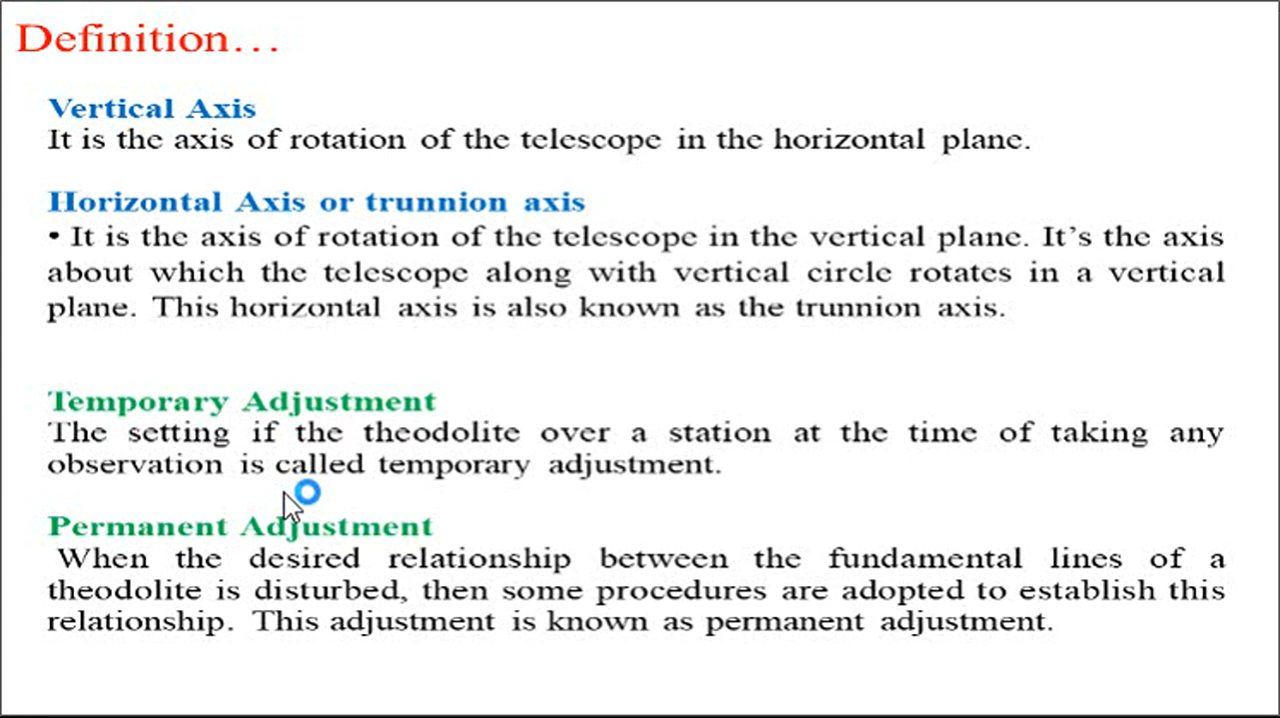 Definition…
Vertical Axis
It is the axis of rotation of the telescope in the horizontal plane.
Horizontal Axis or trunnion axis
• It is the axis of rotation of the telescope in the vertical plane. It’s the axis
about which the telescope along with vertical circle rotates in a vertical
plane. This horizontal axis is also known as the trunnion axis.
Temporary Adjustment
The setting if the theodolite over a station at the time of taking any
observation is called temporary adjustment.
Permanent Adjustment
When the desired relationship between the fundamental lines of a
theodolite is disturbed, then some procedures are adopted to establish this
relationship. This adjustment is known as permanent adjustment.